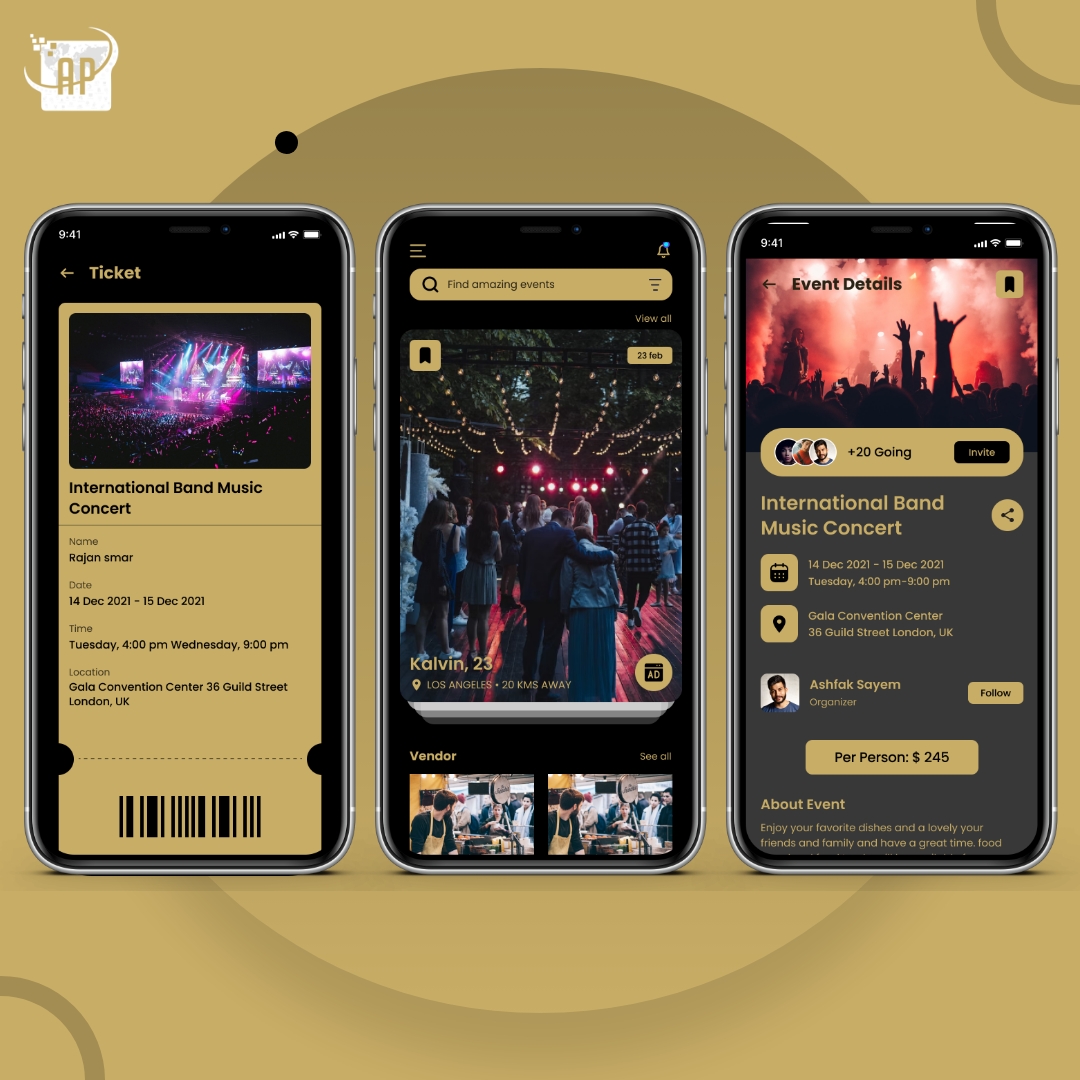 AP
9:41
Ticket
International Band Music
Concert
Name
Rajan smar
Date
14 Dec 2021 - 15 Dec 2021
Time
Tuesday, 4:00 pm Wednesday, 9:00 pm
Location
Gala Convention Center 36 Guild Street
London, UK
Find amazing events
View all
23 feb
Kalvin, 23
LOS ANGELES • 20 KMS AWAY
AD
Vendor
See all
9:41
Event Details
+20 Going
Invite
International Band
Music Concert
14 Dec 2021 - 15 Dec 2021
Tuesday, 4:00 pm-9:00 pm
Gala Convention Center
36 Guild Street London, UK
Ashfak Sayem
Organizer
Follow
Per Person: $ 245
About Event
Enjoy your favorite dishes and a lovely your
friends and family and have a great time. food